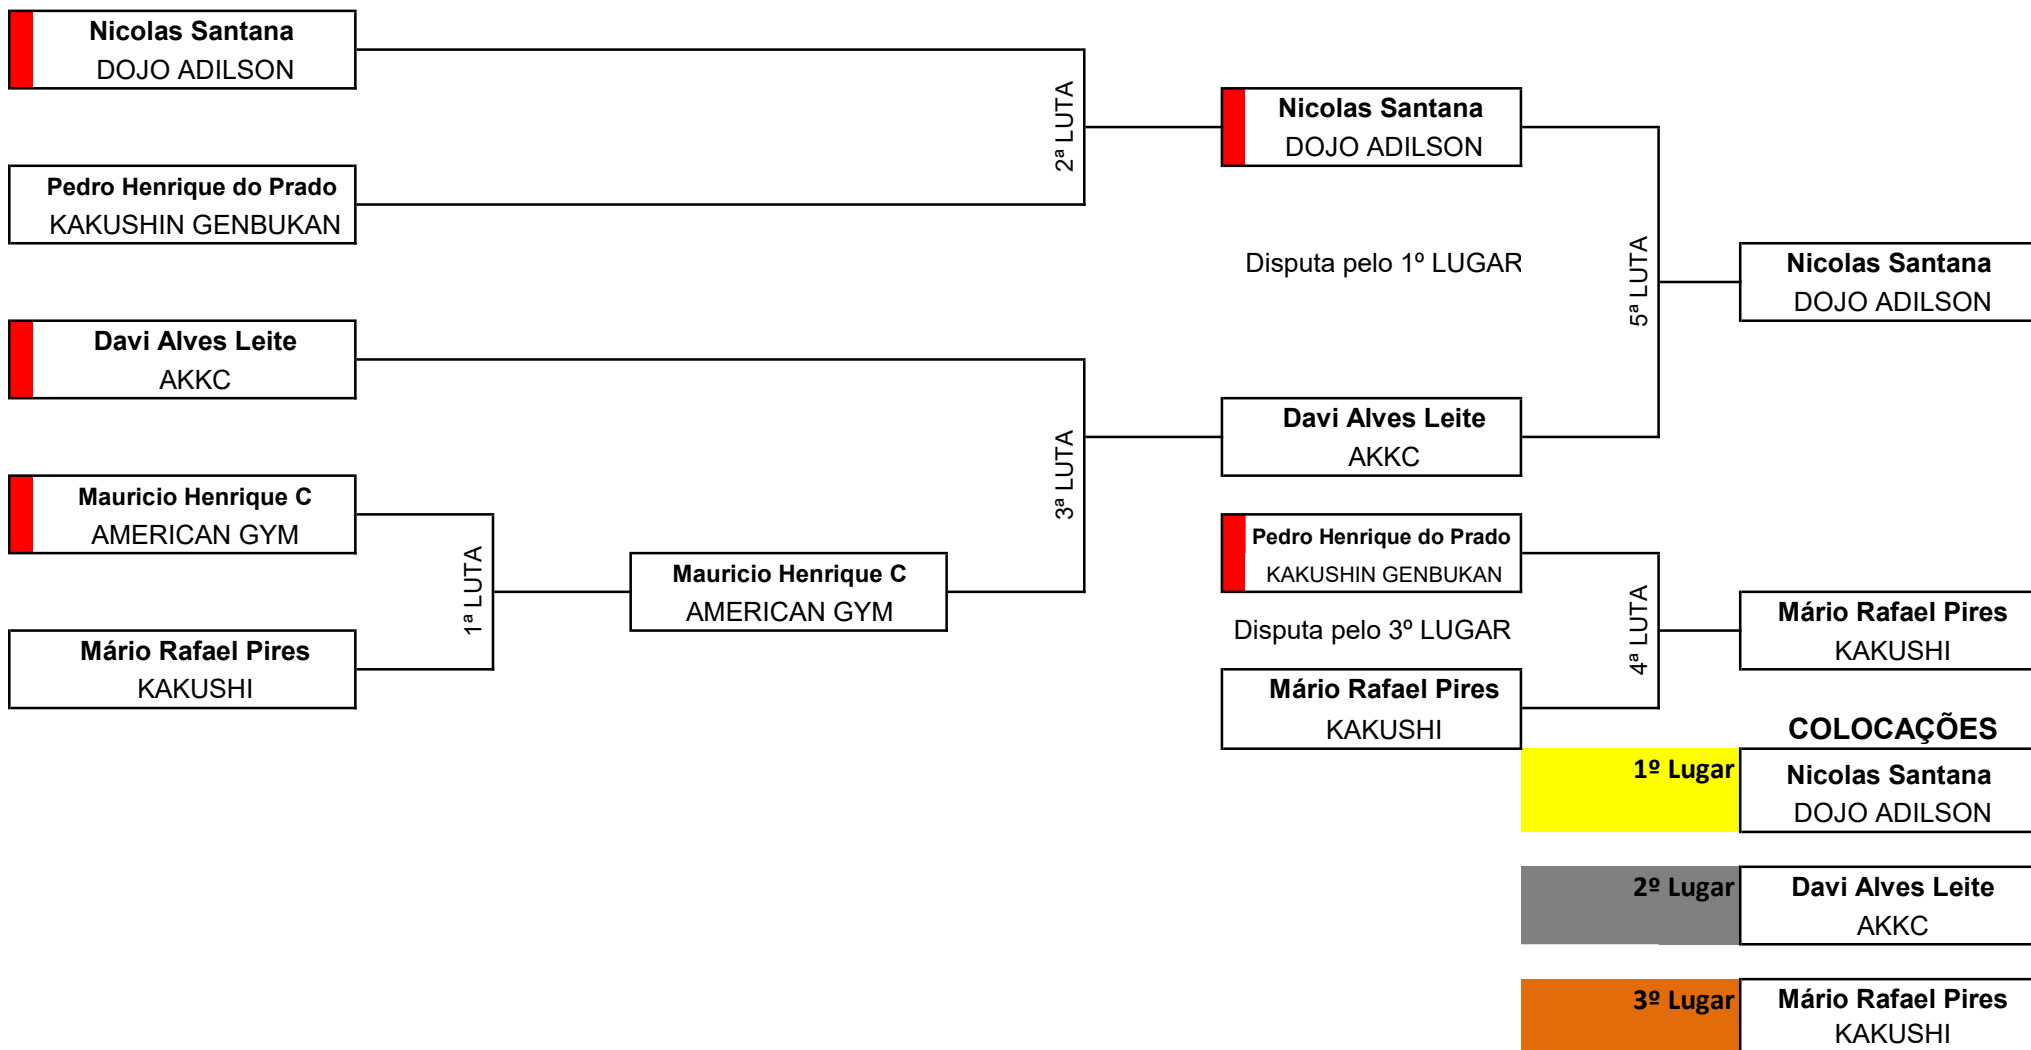 Nicolas Santana
DOJO ADILSON
Pedro Henrique do Prado
KAKUSHIN GENBUKAN
2ª LUTA
Nicolas Santana
DOJO ADILSON
Disputa pelo 1º LUGAR
5ª LUTA
Nicolas Santana
DOJO ADILSON
Davi Alves Leite
AKKC
Mauricio Henrique C
AMERICAN GYM
Mário Rafael Pires
KAKUSHI
1ª LUTA
Mauricio Henrique C
AMERICAN GYM
3ª LUTA
Davi Alves Leite
AKKC
Pedro Henrique do Prado
KAKUSHIN GENBUKAN
Disputa pelo 3º LUGAR
Mário Rafael Pires
KAKUSHI
4ª LUTA
Mário Rafael Pires
KAKUSHI
COLOCAÇÕES
1º Lugar
Nicolas Santana
DOJO ADILSON
2º Lugar
Davi Alves Leite
AKKC
3º Lugar
Mário Rafael Pires
KAKUSHI